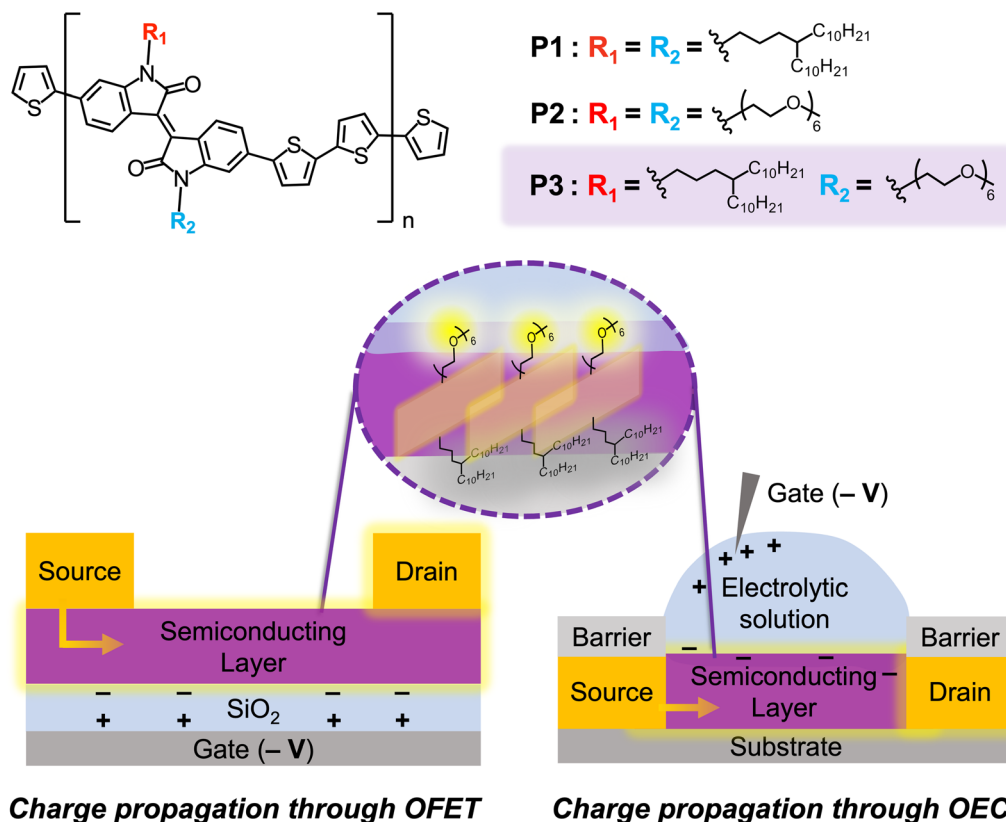 R₁
N
O
S
S
S
S
O
N
R₂
n
P1 : R₁ = R₂ =
C₁₀H₂₁
C₁₀H₂₁
P2 : R₁ = R₂ =
O
6
P3 : R₁ =
C₁₀H₂₁
C₁₀H₂₁
R₂ =
O
6
O
6
O
6
O
6
C₁₀H₂₁
C₁₀H₂₁
C₁₀H₂₁
C₁₀H₂₁
C₁₀H₂₁
C₁₀H₂₁
Source
Drain
Semiconducting
Layer
– – – –
SiO₂
+ + + +
Gate (– V)
Charge propagation through OFET
Gate (– V)
+ + + +
Electrolytic
solution
Barrier
Barrier
– – – –
Source
Semiconducting
Layer
Drain
Substrate
Charge propagation through OEC